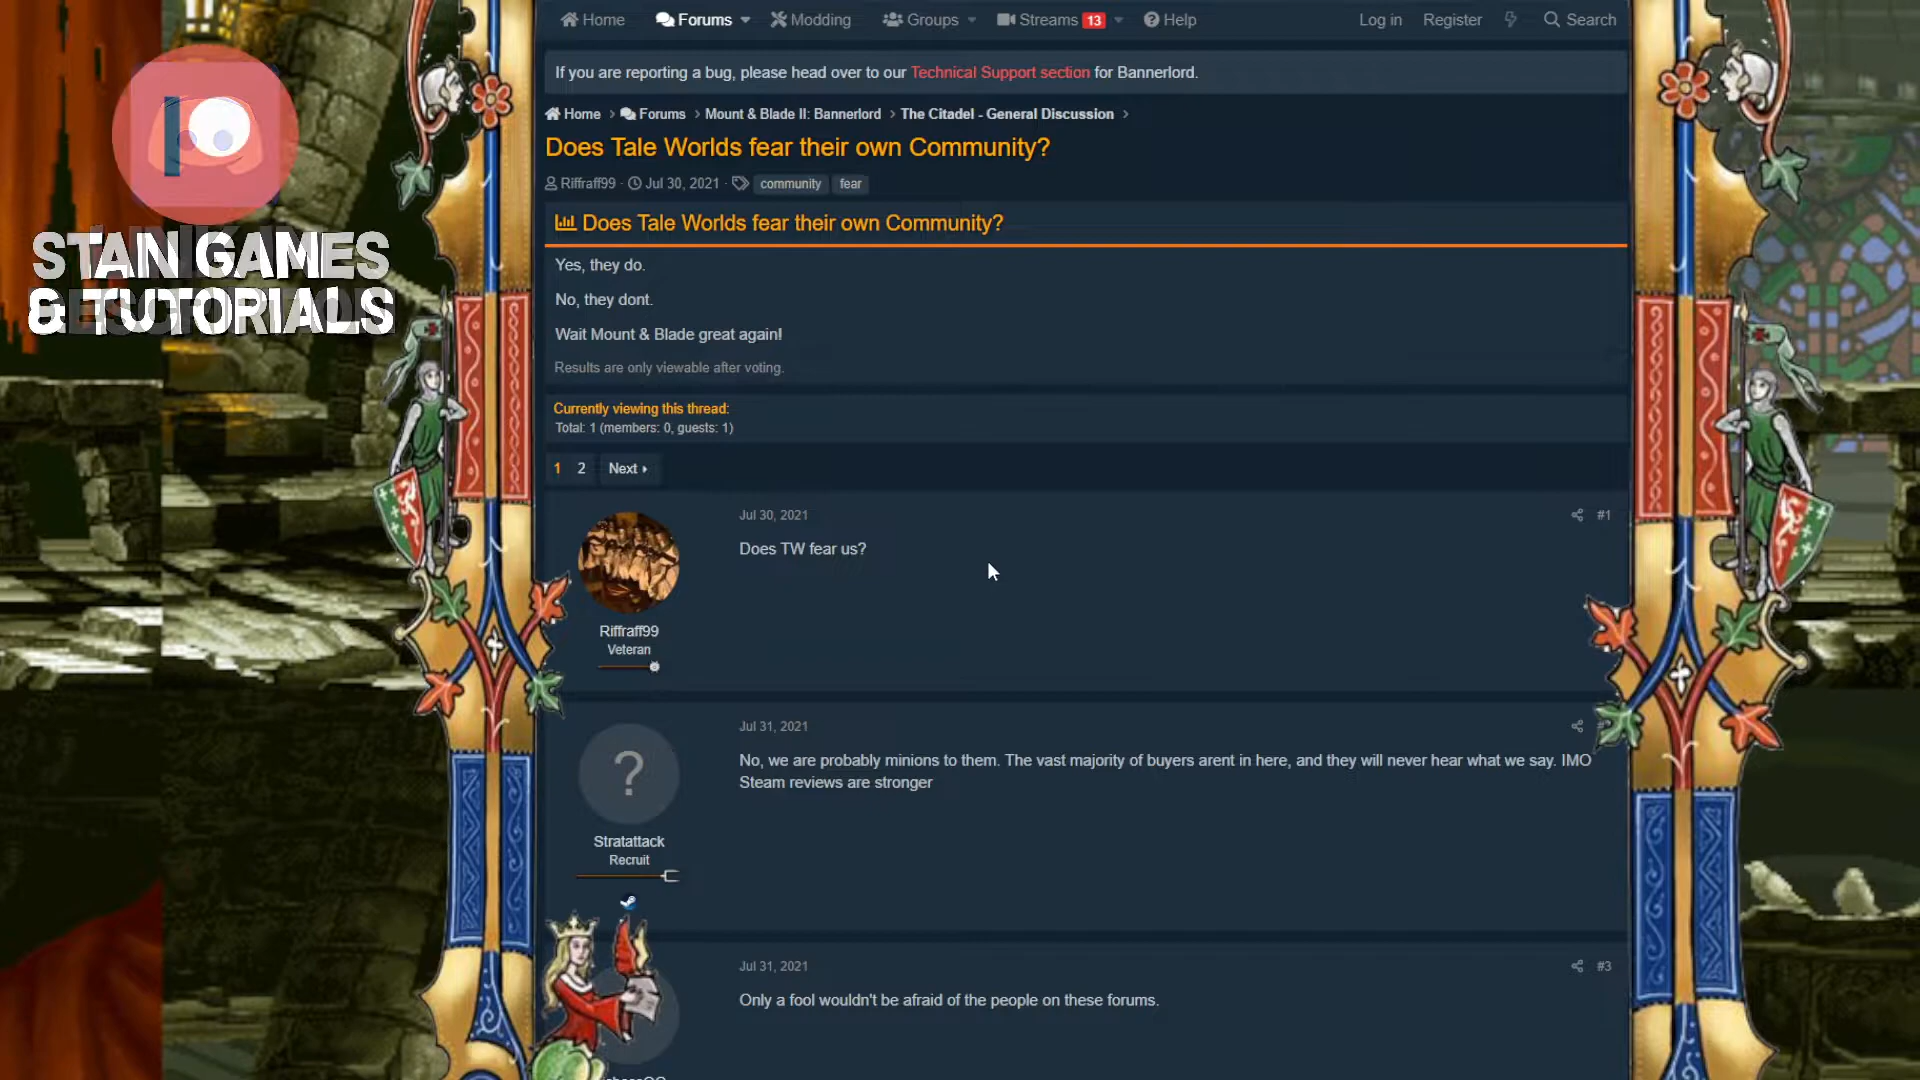 Home Forums Modding Groups Streams 13 Help Log in Register Search
If you are reporting a bug, please head over to our Technical Support section for Bannerlord.
Home Forums Mount & Blade II: Bannerlord The Citadel - General Discussion
Does Tale Worlds fear their own Community?
Riffraff99 · Jul 30, 2021 · community fear
Does Tale Worlds fear their own Community?
Yes, they do.
No, they dont.
Wait Mount & Blade great again!
Results are only viewable after voting.
Currently viewing this thread:
Total: 1 (members: 0, guests: 1)
1 2 Next
Jul 30, 2021 #1
Does TW fear us?
Riffraff99
Veteran
Jul 31, 2021
No, we are probably minions to them. The vast majority of buyers arent in here, and they will never hear what we say. IMO
Steam reviews are stronger
Stratattack
Recruit
Jul 31, 2021 #3
Only a fool wouldn't be afraid of the people on these forums.
STAN GAMES
& TUTORIALS